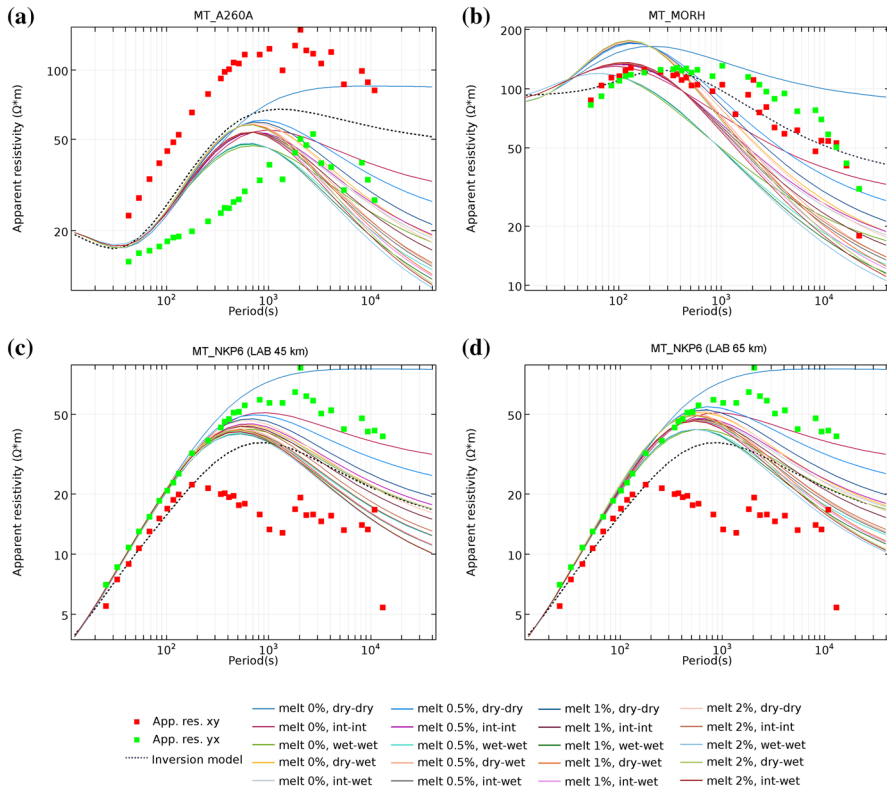 (a)
MT_A260A
Apparent resistivity (Ω*m)
100
50
20
10²
10³
10⁴
Period(s)
(b)
MT_MORH
Apparent resistivity (Ω*m)
200
100
50
20
10
10²
10³
10⁴
Period(s)
(c)
MT_NKP6 (LAB 45 km)
Apparent resistivity (Ω*m)
50
20
10
5
10²
10³
10⁴
Period(s)
(d)
MT_NKP6 (LAB 65 km)
Apparent resistivity (Ω*m)
50
20
10
5
10²
10³
10⁴
Period(s)
App. res. xy
App. res. yx
Inversion model
melt 0%, dry-dry
melt 0%, int-int
melt 0%, wet-wet
melt 0%, dry-wet
melt 0%, int-wet
melt 0.5%, dry-dry
melt 0.5%, int-int
melt 0.5%, wet-wet
melt 0.5%, dry-wet
melt 0.5%, int-wet
melt 1%, dry-dry
melt 1%, int-int
melt 1%, wet-wet
melt 1%, dry-wet
melt 1%, int-wet
melt 2%, dry-dry
melt 2%, int-int
melt 2%, wet-wet
melt 2%, dry-wet
melt 2%, int-wet